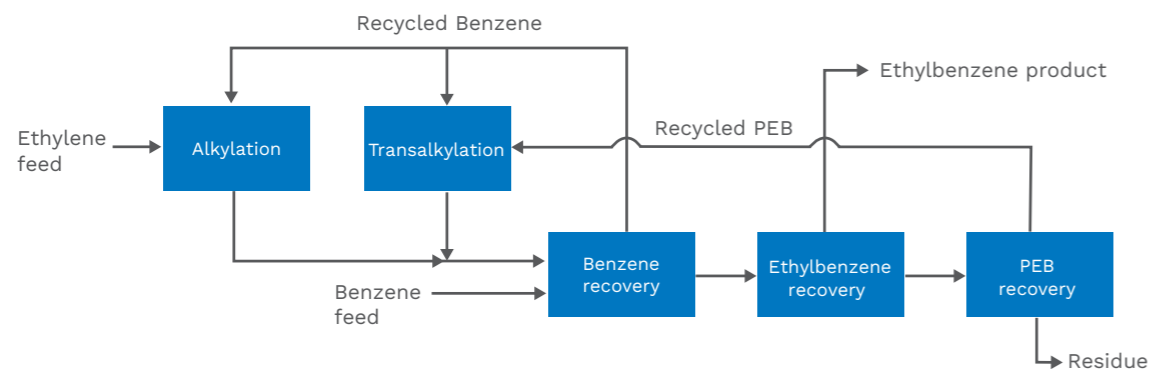 Recycled Benzene
Ethylbenzene product
Recycled PEB
Ethylene
feed
Alkylation
Transalkylation
Benzene
recovery
Ethylbenzene
recovery
PEB
recovery
Benzene
feed
Residue